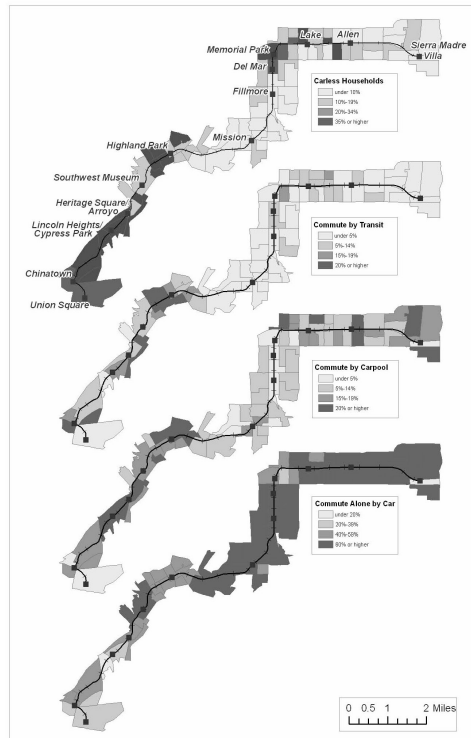 Lake
Allen
Sierra Madre
Villa
Memorial Park
Del Mar
Carless Households
under 10%
10%-19%
20%-34%
35% or higher
Fillmore
Mission
Highland Park
Southwest Museum
Heritage Square/
Arroyo
Lincoln Heights/
Cypress Park
Chinatown
Union Square
Commute by Transit
under 5%
5%-14%
15%-19%
20% or higher
Commute by Carpool
under 5%
5%-14%
15%-19%
20% or higher
Commute Alone by Car
under 20%
20%-39%
40%-59%
60% or higher
0 0.5 1 2 Miles